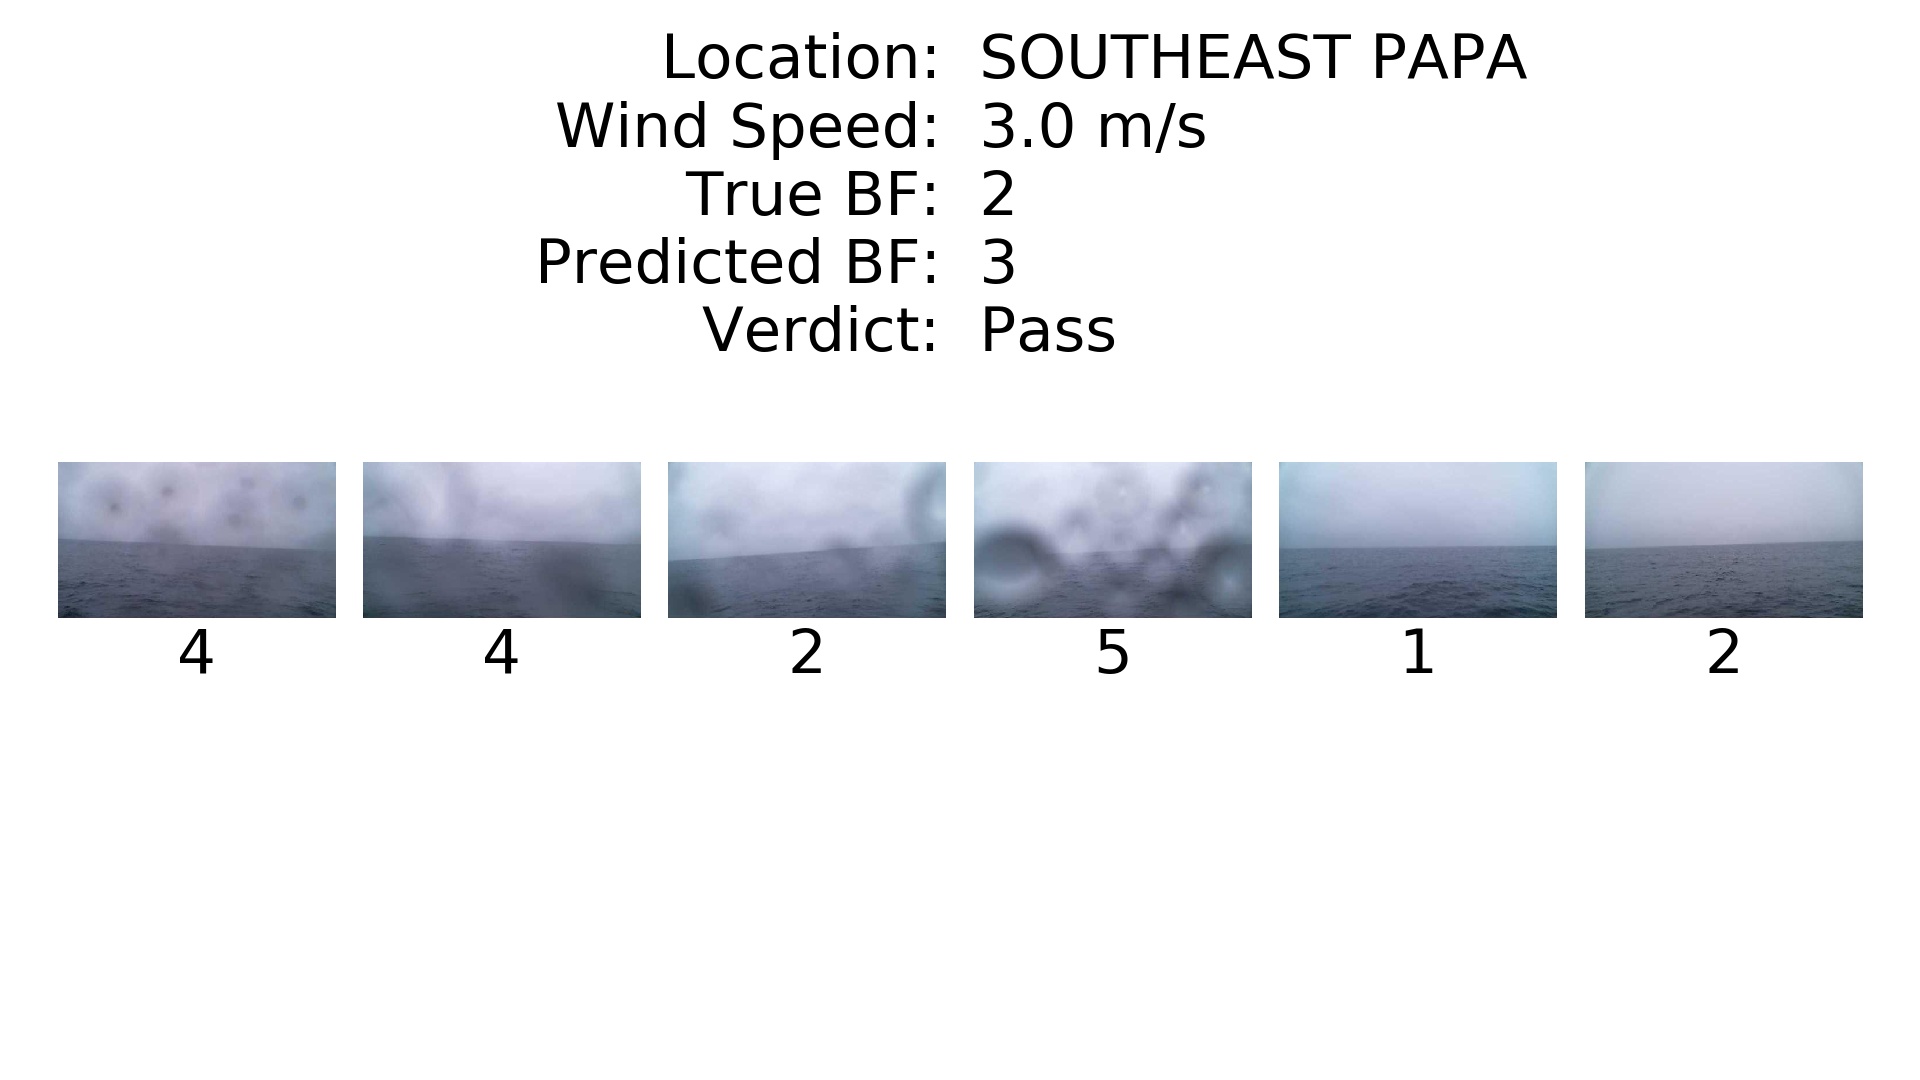 Location: SOUTHEAST PAPA
Wind Speed: 3.0 m/s
True BF: 2
Predicted BF: 3
Verdict: Pass
4 4 2 5 1 2